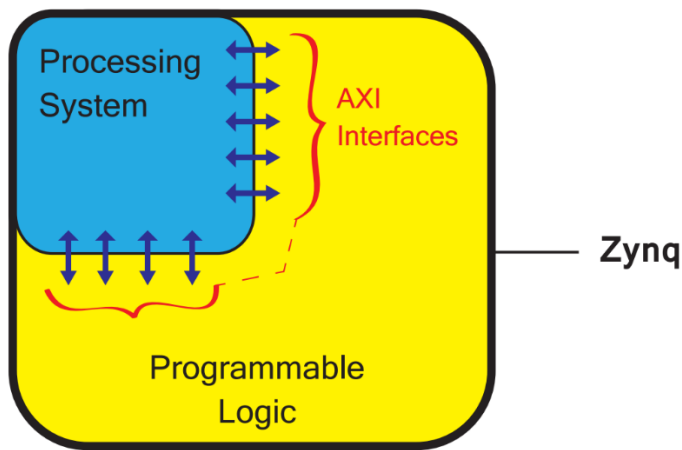 Processing
System
AXI
Interfaces
Zynq
Programmable
Logic